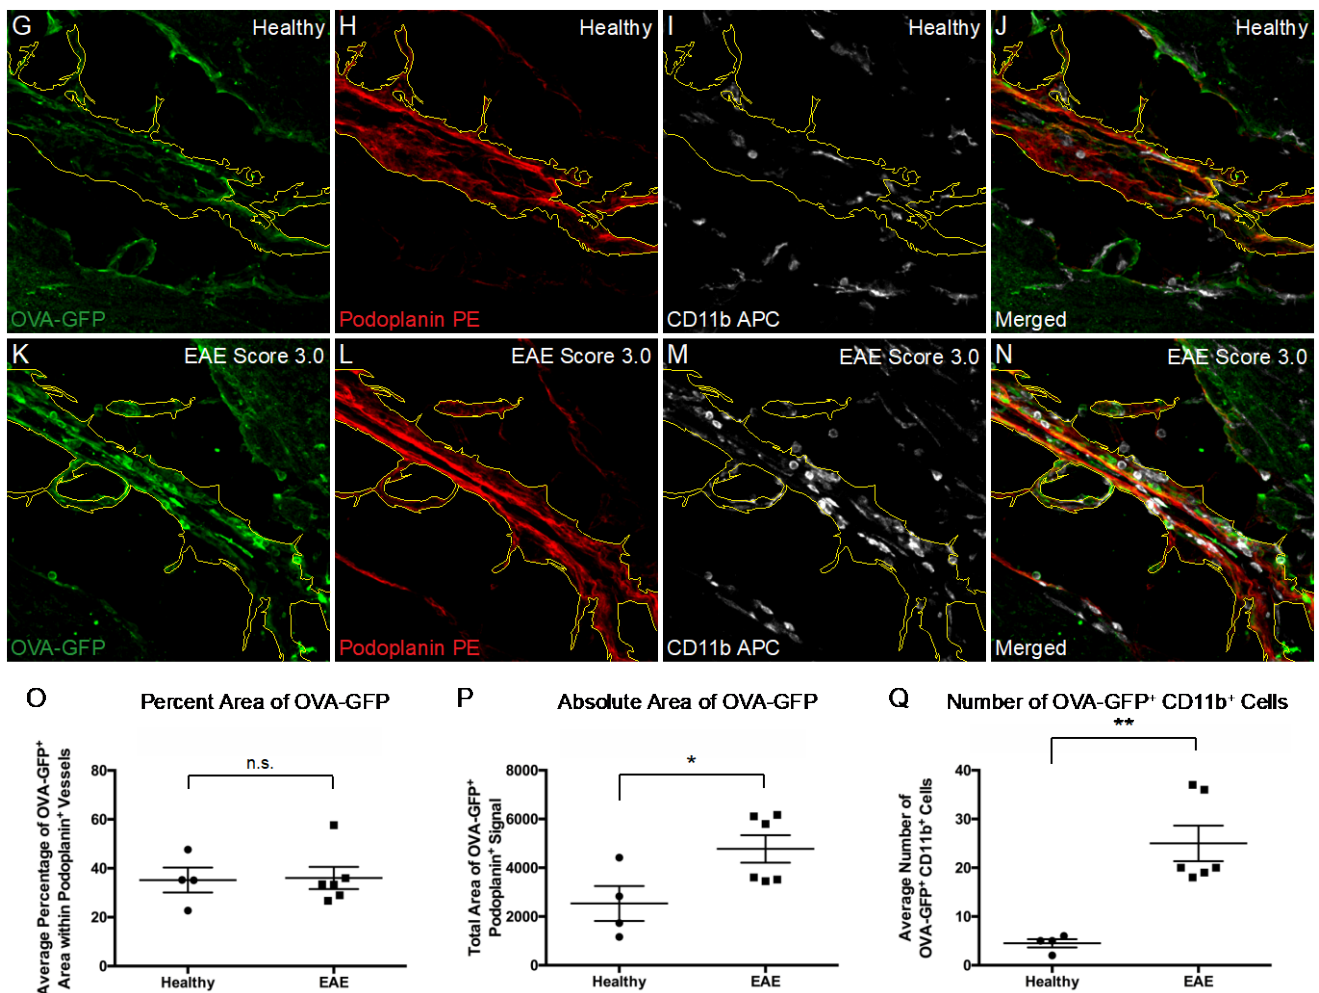 G Healthy
OVA-GFP
H Healthy
Podoplanin PE
I Healthy
CD11b APC
J Healthy
Merged
K EAE Score 3.0
OVA-GFP
L EAE Score 3.0
Podoplanin PE
M EAE Score 3.0
CD11b APC
N EAE Score 3.0
Merged
O Percent Area of OVA-GFP
Average Percentage of OVA-GFP⁺
Area within Podoplanin⁺ Vessels
80
60
40
20
0
n.s.
Healthy EAE
P Absolute Area of OVA-GFP
Total Area of OVA-GFP⁺
Podoplanin⁺ Signal
8000
6000
4000
2000
0
*
Healthy EAE
Q Number of OVA-GFP⁺ CD11b⁺ Cells
Average Number of
OVA-GFP⁺ CD11b⁺ Cells
40
30
20
10
0
**
Healthy EAE